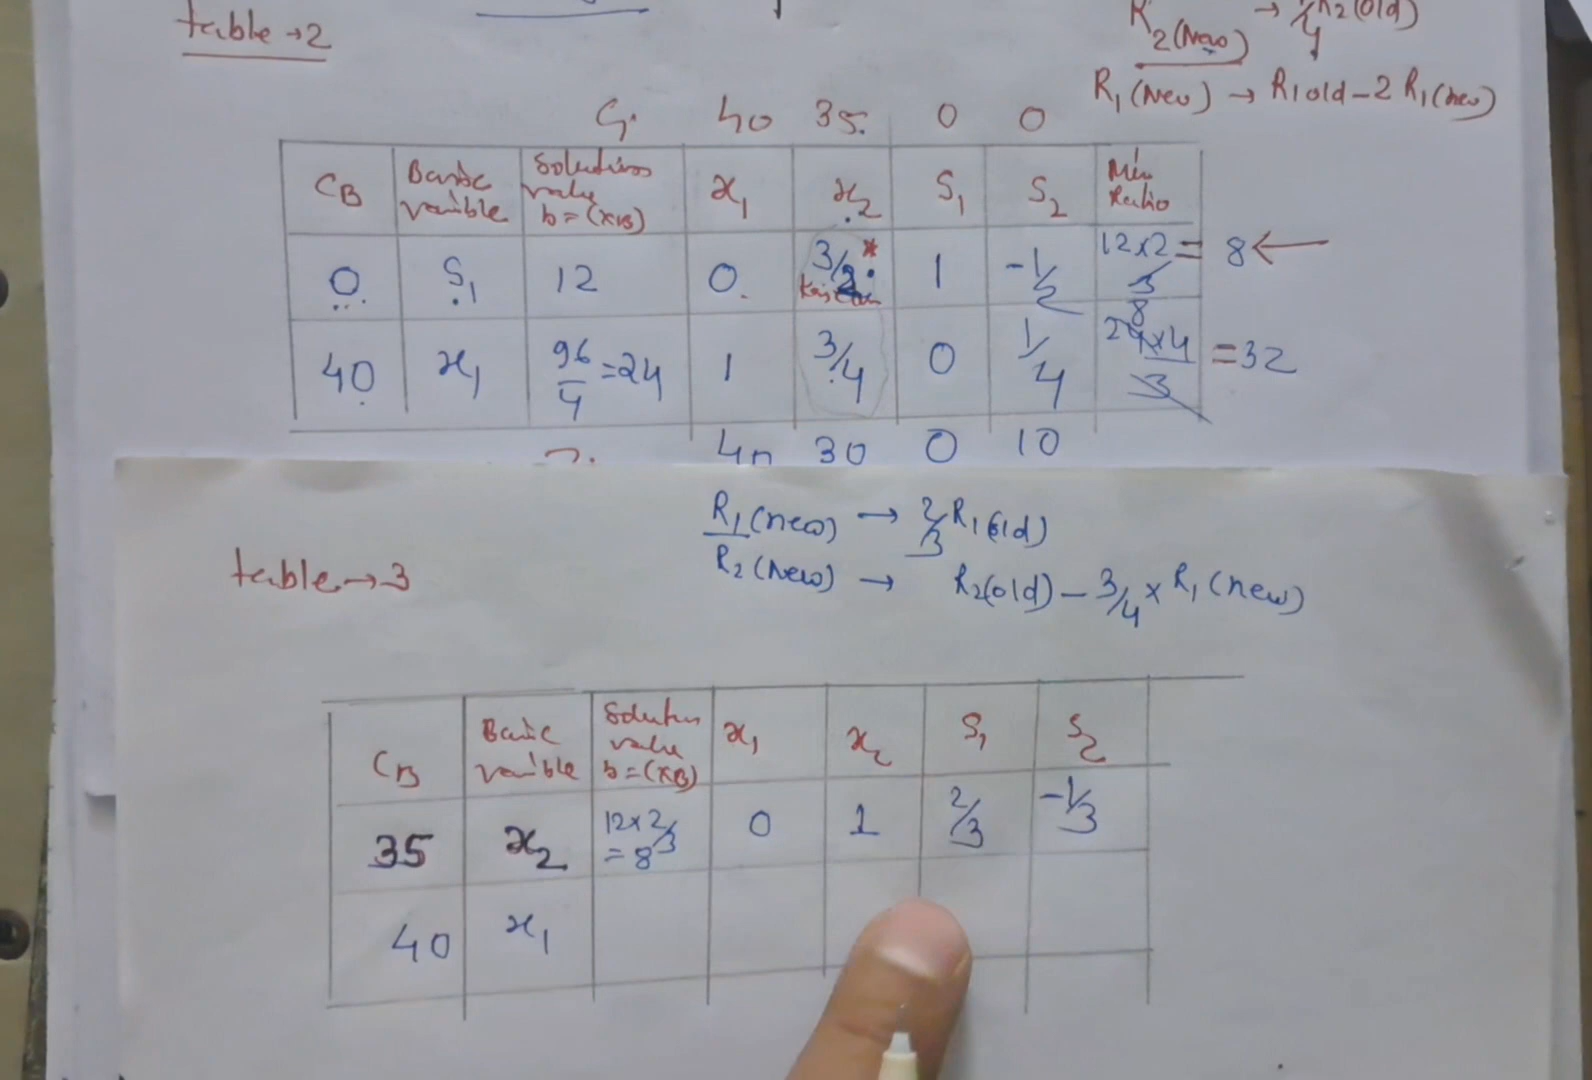 table → 2
R2(New) → 1/4 R2(old)
R1(New) → R1old - 2 R1(new)
Cj. 40 35. 0 0
CB Basic variable Solution value b=(XB) x1 x2 S1 S2 Min Ratio
0 S1 12 0. 3/2 * 1 -1/2 12×2/3 = 8 ←
40 x1 96/4 =24 1 3/4 0 1/4 24×4/3 =32
8
40 30 0 10
R1(new) → 2/3 R1(old)
R2(New) → R2(old) - 3/4 × R1(new)
table → 3
CB Basic varible Solution value b=(XB) x1 x2 S1 S2
35 x2 12×2/3 = 8 0 1 2/3 -1/3
40 x1